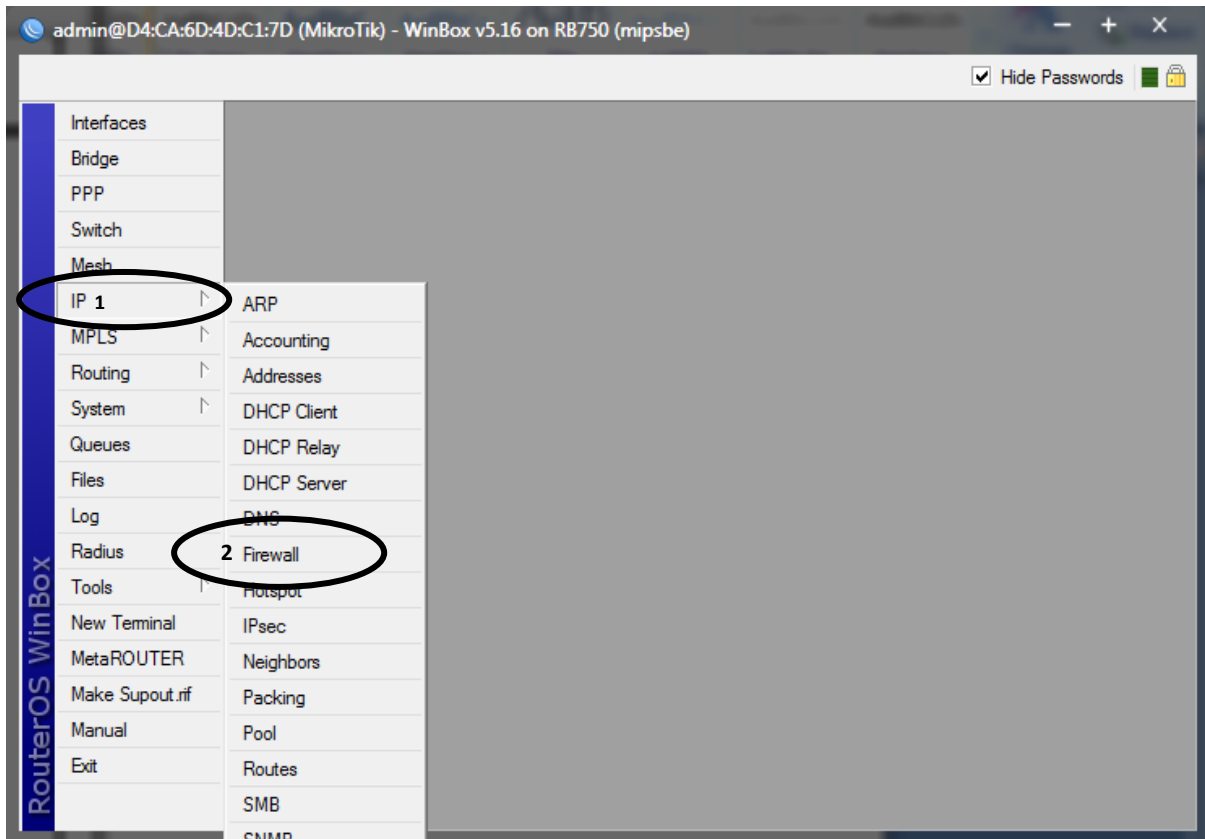 admin@D4:CA:6D:4D:C1:7D (MikroTik) - WinBox v5.16 on RB750 (mipsbe)
Hide Passwords
Interfaces
Bridge
PPP
Switch
Mesh
IP 1
MPLS
Routing
System
Queues
Files
Log
Radius
Tools
New Terminal
MetaROUTER
Make Supout.rif
Manual
Exit
ARP
Accounting
Addresses
DHCP Client
DHCP Relay
DHCP Server
DNS
2 Firewall
Hotspot
IPsec
Neighbors
Packing
Pool
Routes
SMB
SNMP
RouterOS WinBox